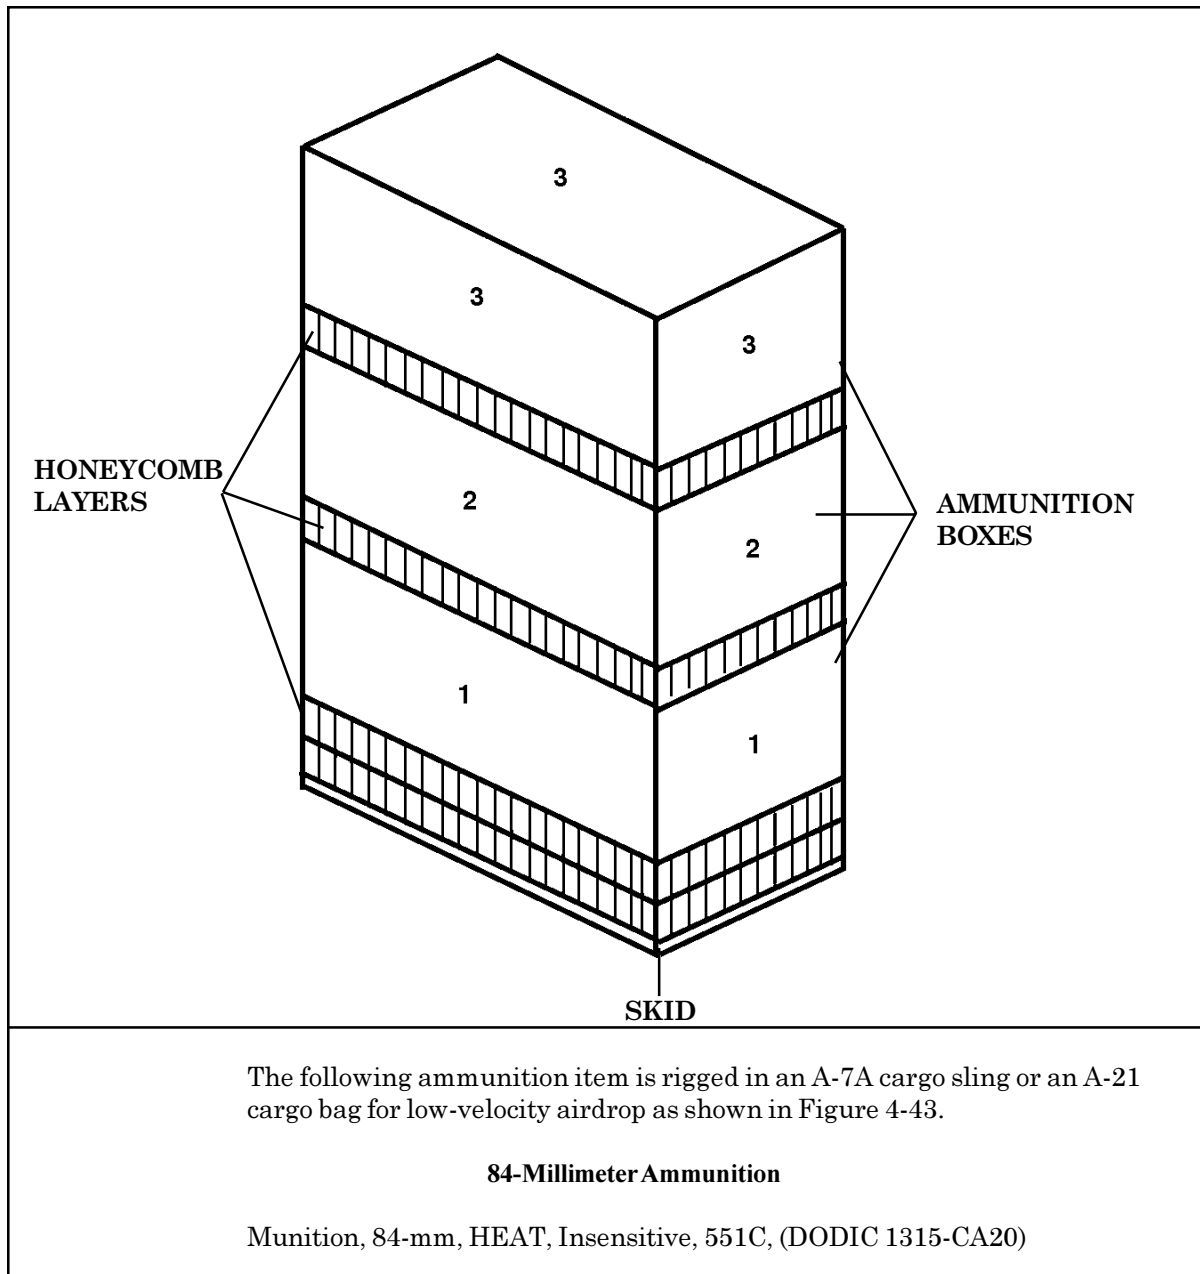 3
3
3
HONEYCOMB
LAYERS
2
AMMUNITION
BOXES
2
1
1
SKID
The following ammunition item is rigged in an A-7A cargo sling or an A-21
cargo bag for low-velocity airdrop as shown in Figure 4-43.
84-Millimeter Ammunition
Munition, 84-mm, HEAT, Insensitive, 551C, (DODIC 1315-CA20)